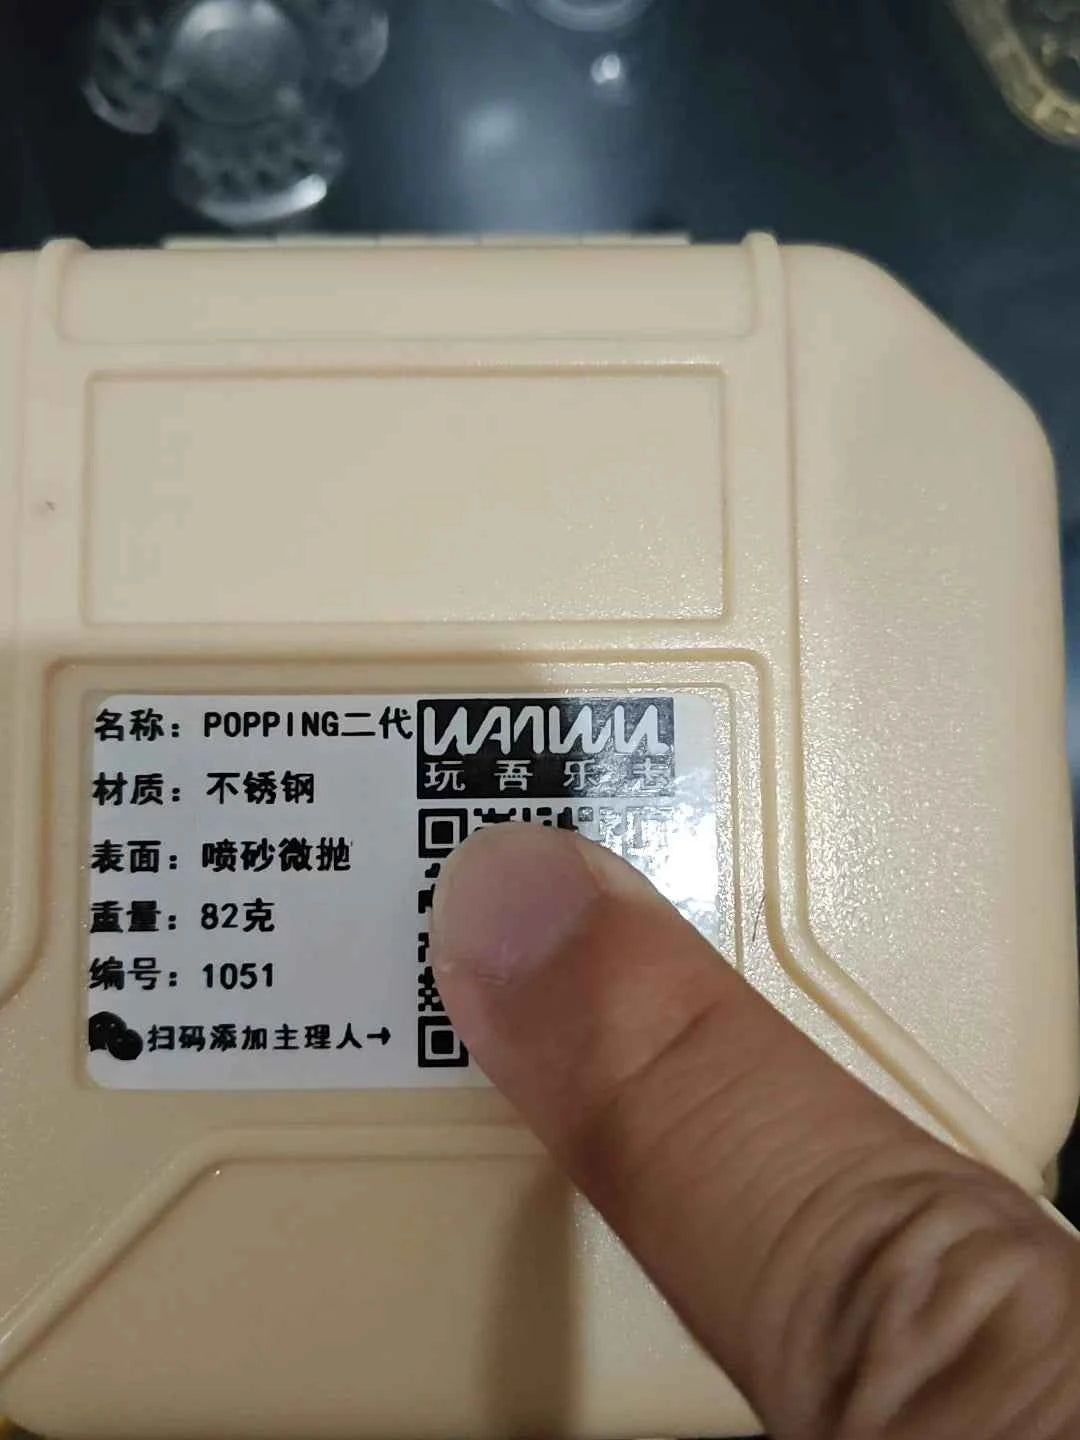 名称：POPPING二代
材质：不锈钢
表面：喷砂微抛
重量：82克
编号：1051
扫码添加主理人→
WANWU
玩吾乐志